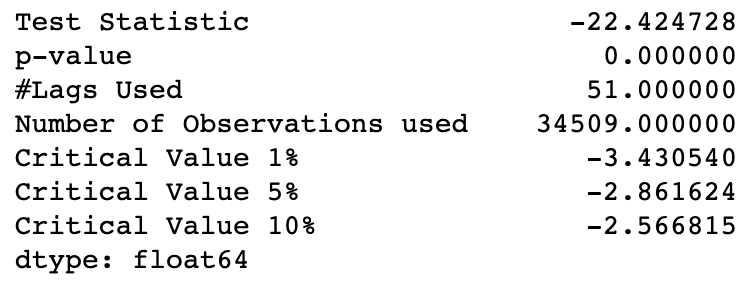 Test Statistic -22.424728
p-value 0.000000
#Lags Used 51.000000
Number of Observations used 34509.000000
Critical Value 1% -3.430540
Critical Value 5% -2.861624
Critical Value 10% -2.566815
dtype: float64